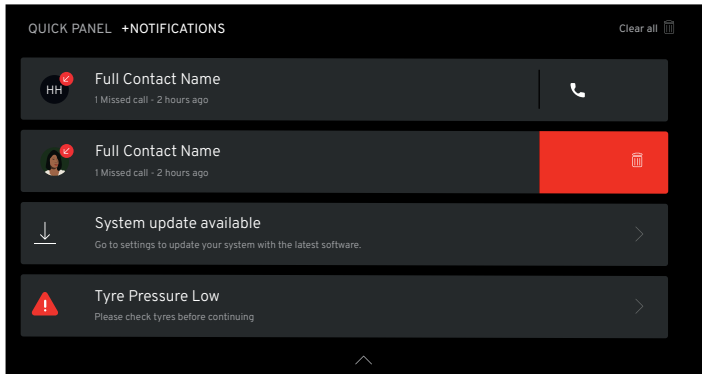 QUICK PANEL +NOTIFICATIONS Clear all
HH Full Contact Name
1 Missed call - 2 hours ago
Full Contact Name
1 Missed call - 2 hours ago
System update available
Go to settings to update your system with the latest software.
Tyre Pressure Low
Please check tyres before continuing